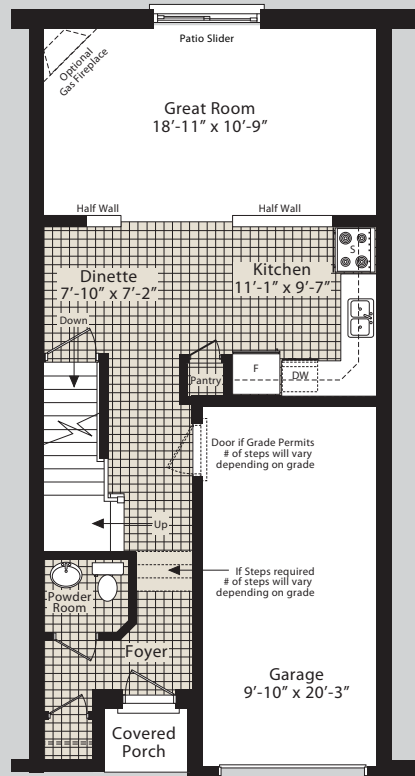 Patio Slider
Optional
Gas Fireplace
Great Room
18’-11” x 10’-9”
Half Wall
Half Wall
Dinette
7’-10” x 7’-2”
Kitchen
11’-1” x 9’-7”
S
Down
Pantry
F
DW
Door if Grade Permits
# of steps will vary
depending on grade
Up
If Steps required
# of steps will vary
depending on grade
Powder
Room
Foyer
Garage
9’-10” x 20’-3”
Covered
Porch